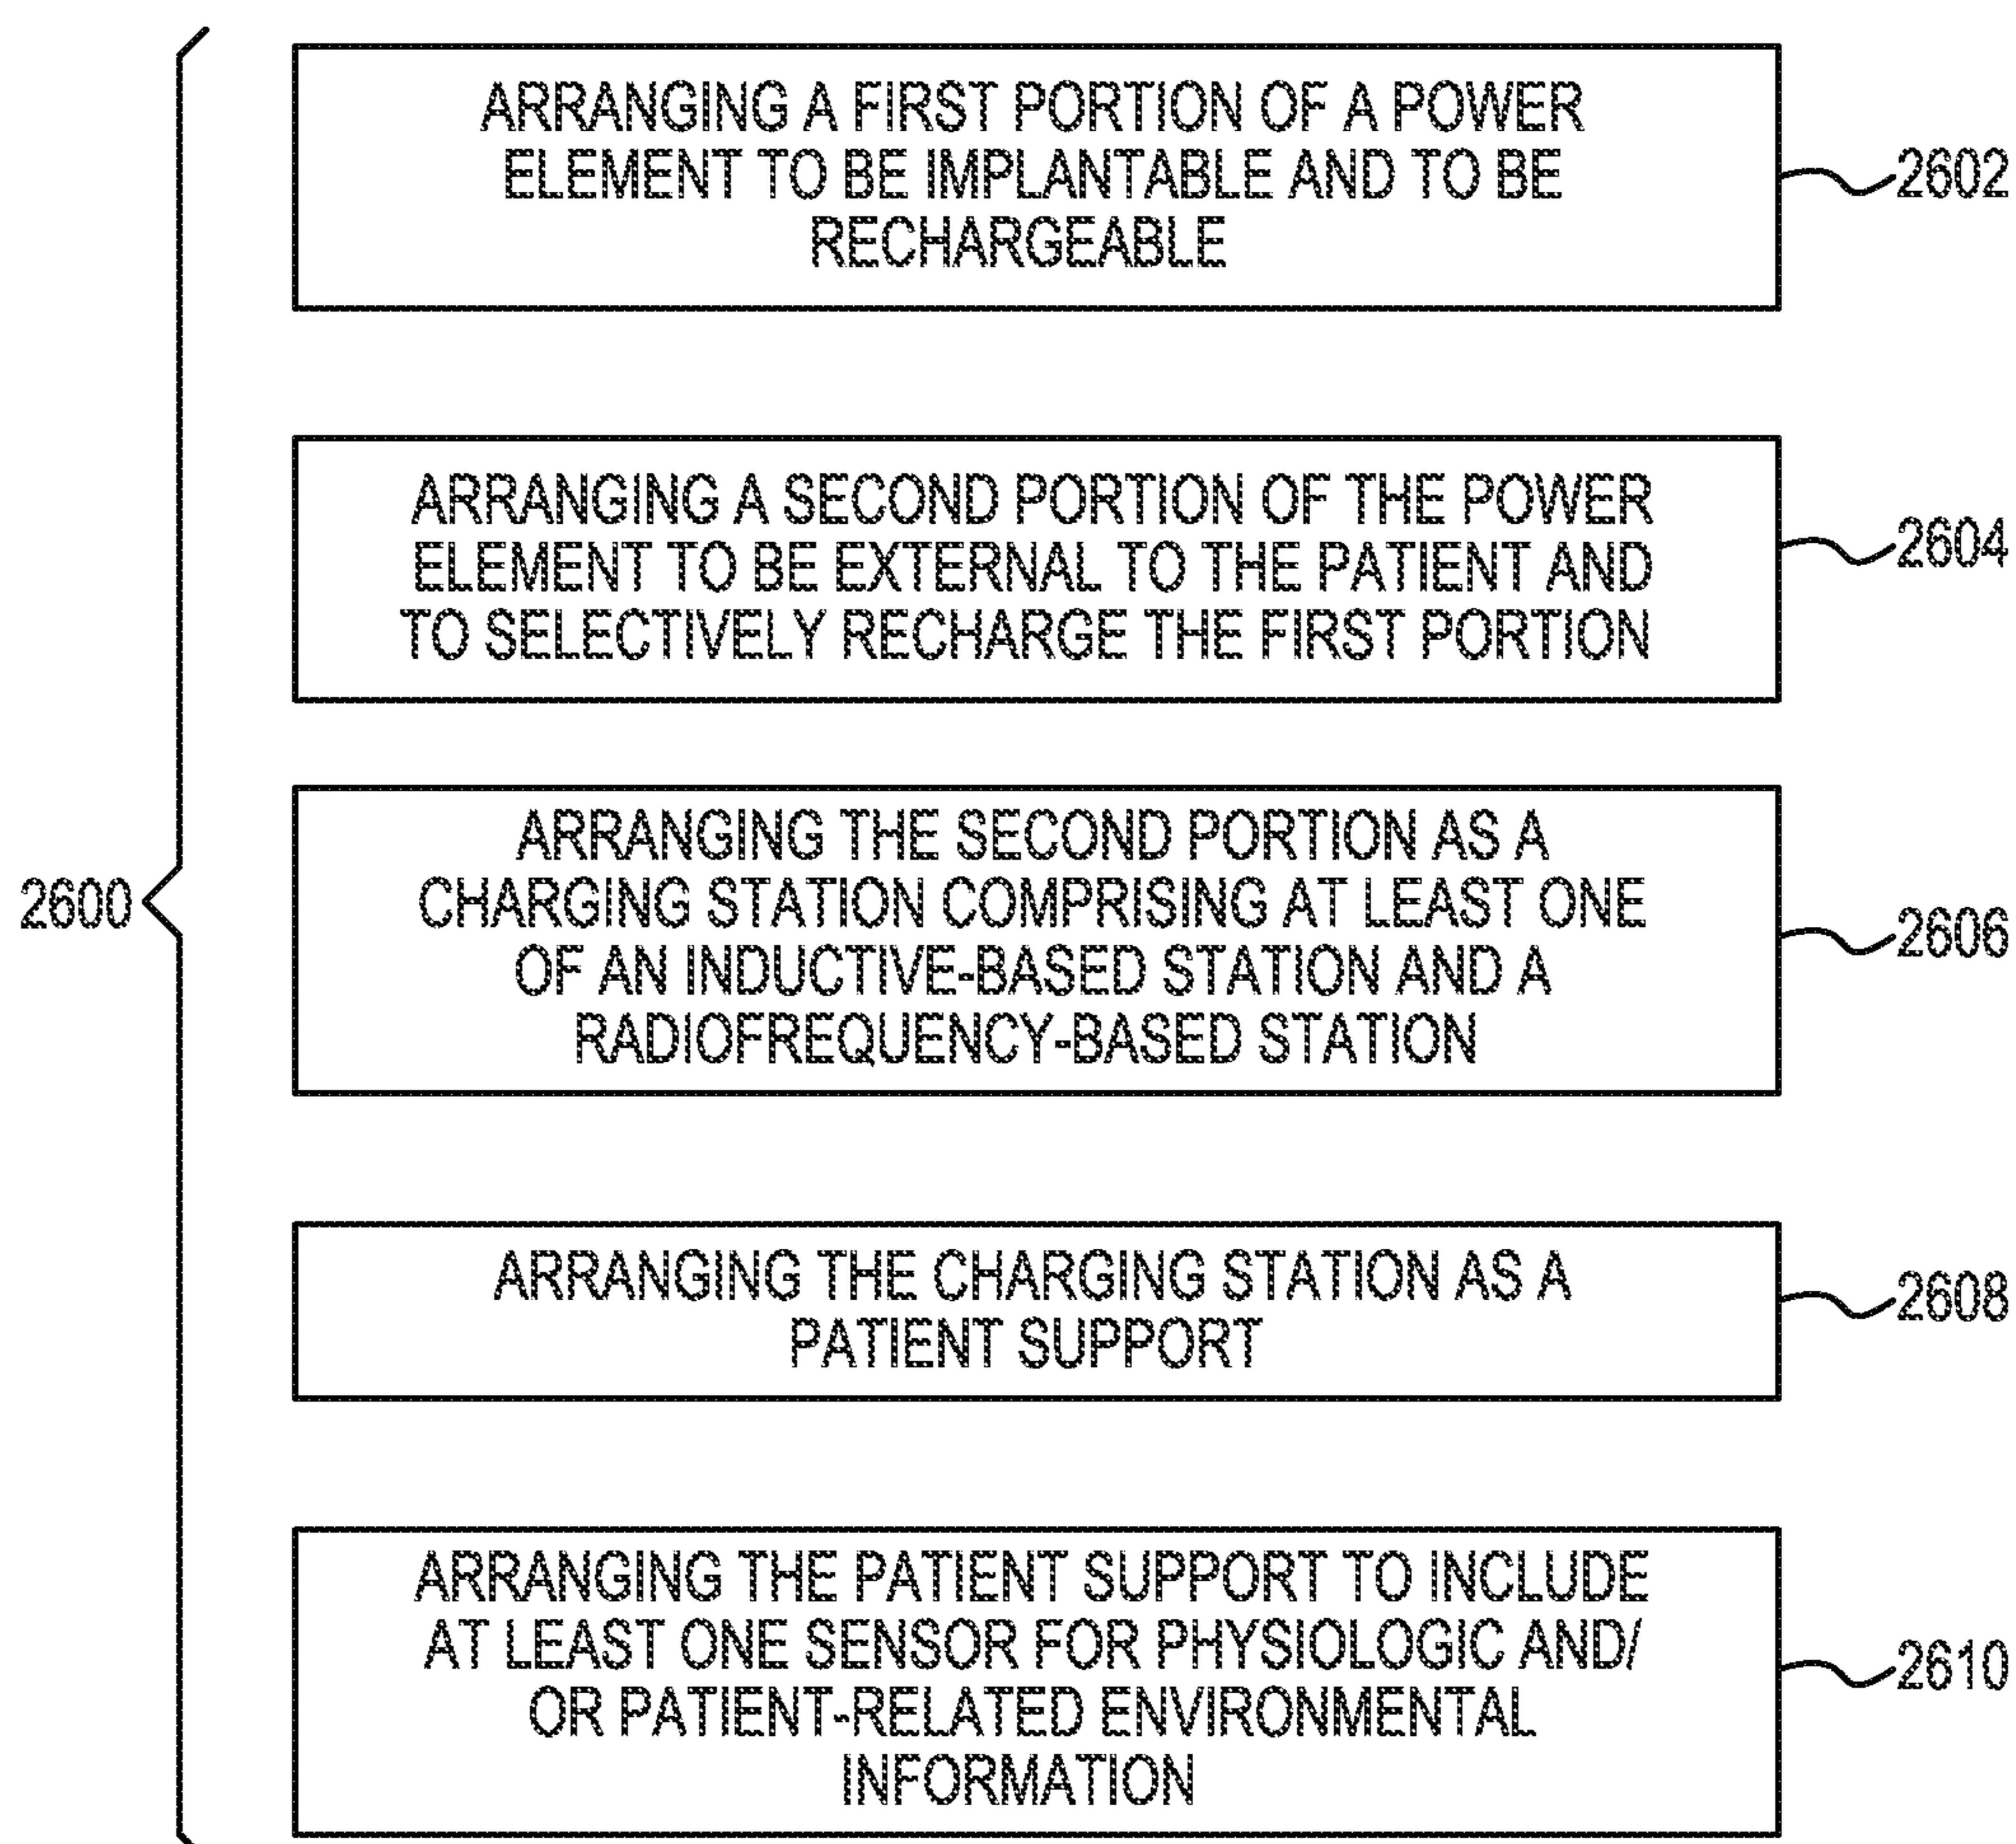 ARRANGING A FIRST PORTION OF A POWER
ELEMENT TO BE IMPLANTABLE AND TO BE
RECHARGEABLE
2602
ARRANGING A SECOND PORTION OF THE POWER
ELEMENT TO BE EXTERNAL TO THE PATIENT AND
TO SELECTIVELY RECHARGE THE FIRST PORTION
2604
2600
ARRANGING THE SECOND PORTION AS A
CHARGING STATION COMPRISING AT LEAST ONE
OF AN INDUCTIVE-BASED STATION AND A
RADIOFREQUENCY-BASED STATION
2606
ARRANGING THE CHARGING STATION AS A
PATIENT SUPPORT
2608
ARRANGING THE PATIENT SUPPORT TO INCLUDE
AT LEAST ONE SENSOR FOR PHYSIOLOGIC AND/
OR PATIENT-RELATED ENVIRONMENTAL
INFORMATION
2610